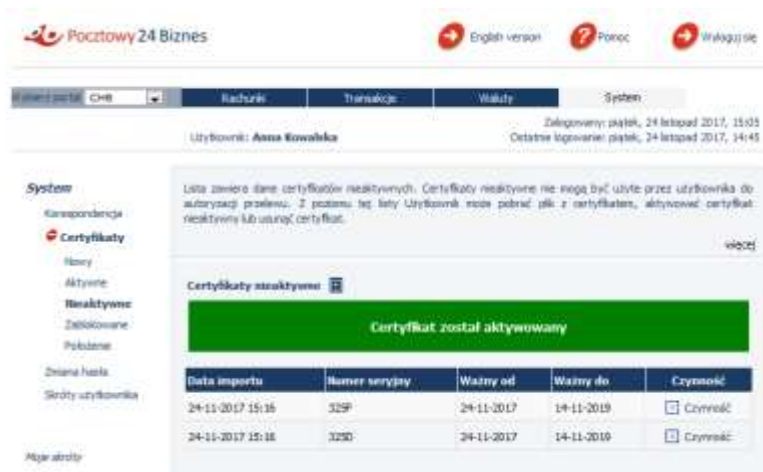 Pocztowy 24 Biznes
English version
Pomoc
Wyloguj się
Wybierz portal CHB
Rachunki
Transakcje
Waluty
System
Zalogowany: piątek, 24 listopad 2017, 15:05
Użytkownik: Anna Kowalska
Ostatnie logowanie: piątek, 24 listopad 2017, 14:45
System
Korespondencja
Certyfikaty
Nowy
Aktywne
Nieaktywne
Zablokowane
Położenie
Zmiana hasła
Skróty użytkownika
Moje skróty
Lista zawiera dane certyfikatów nieaktywnych. Certyfikaty nieaktywne nie mogą być użyte przez użytkownika do
autoryzacji przelewu. Z poziomu tej listy Użytkownik może pobrać plik z certyfikatem, aktywować certyfikat
nieaktywny lub usunąć certyfikat.
więcej
Certyfikaty nieaktywne
Certyfikat został aktywowany
Data importu Numer seryjny Ważny od Ważny do Czynność
24-11-2017 15:16 325F 24-11-2017 14-11-2019 Czynność
24-11-2017 15:16 325D 24-11-2017 14-11-2019 Czynność